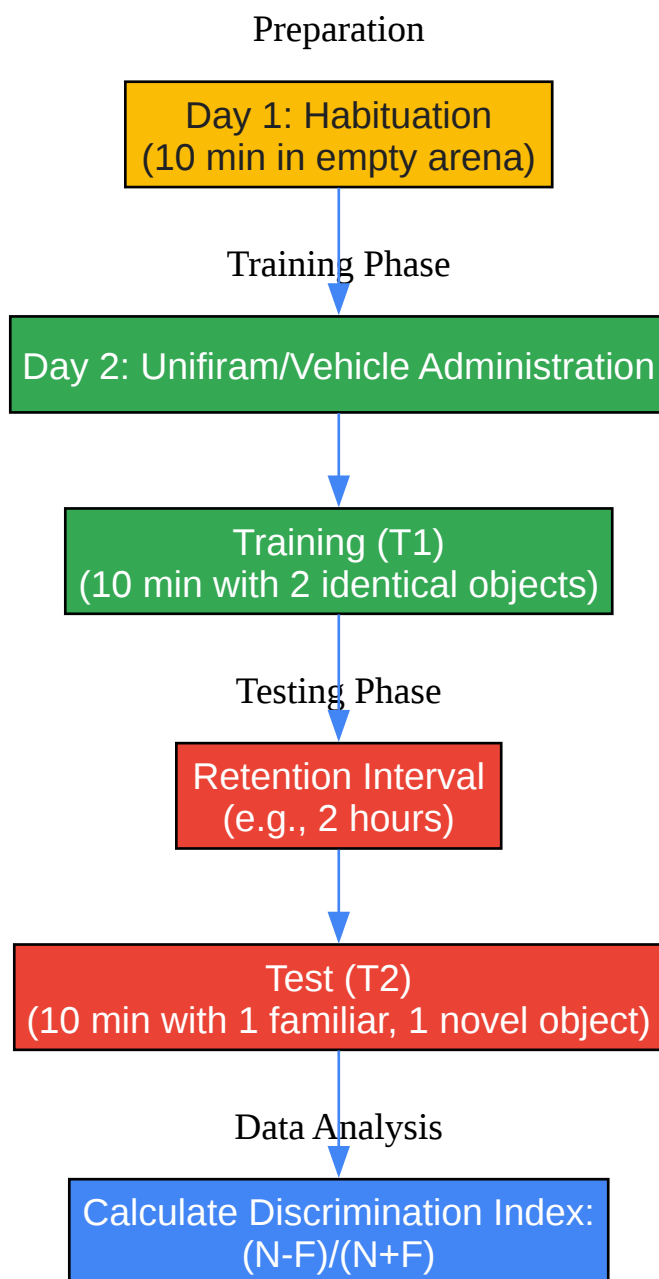 Preparation
Day 1: Habituation
(10 min in empty arena)
Training Phase
Day 2: Unifiram/Vehicle Administration
Training (T1)
(10 min with 2 identical objects)
Testing Phase
Retention Interval
(e.g., 2 hours)
Test (T2)
(10 min with 1 familiar, 1 novel object)
Data Analysis
Calculate Discrimination Index:
(N-F)/(N+F)